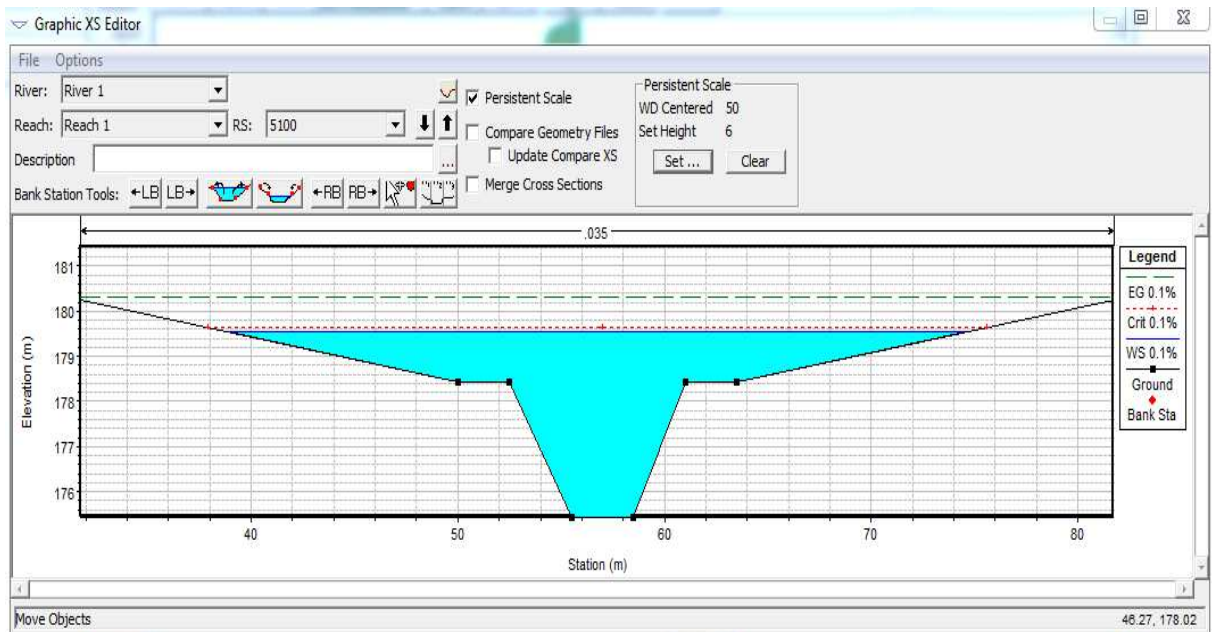 Graphic XS Editor
File Options
River: River 1
Reach: Reach 1 RS: 5100
Description ...
Bank Station Tools: LB LB RB RB
Persistent Scale
Compare Geometry Files
Update Compare XS
Merge Cross Sections
Persistent Scale
WD Centered 50
Set Height 6
Set ... Clear
.035
181
180
179
178
177
176
Elevation (m)
40 50 60 70 80
Station (m)
Legend
EG 0.1%
Crit 0.1%
WS 0.1%
Ground
Bank Sta
Move Objects 46.27, 178.02